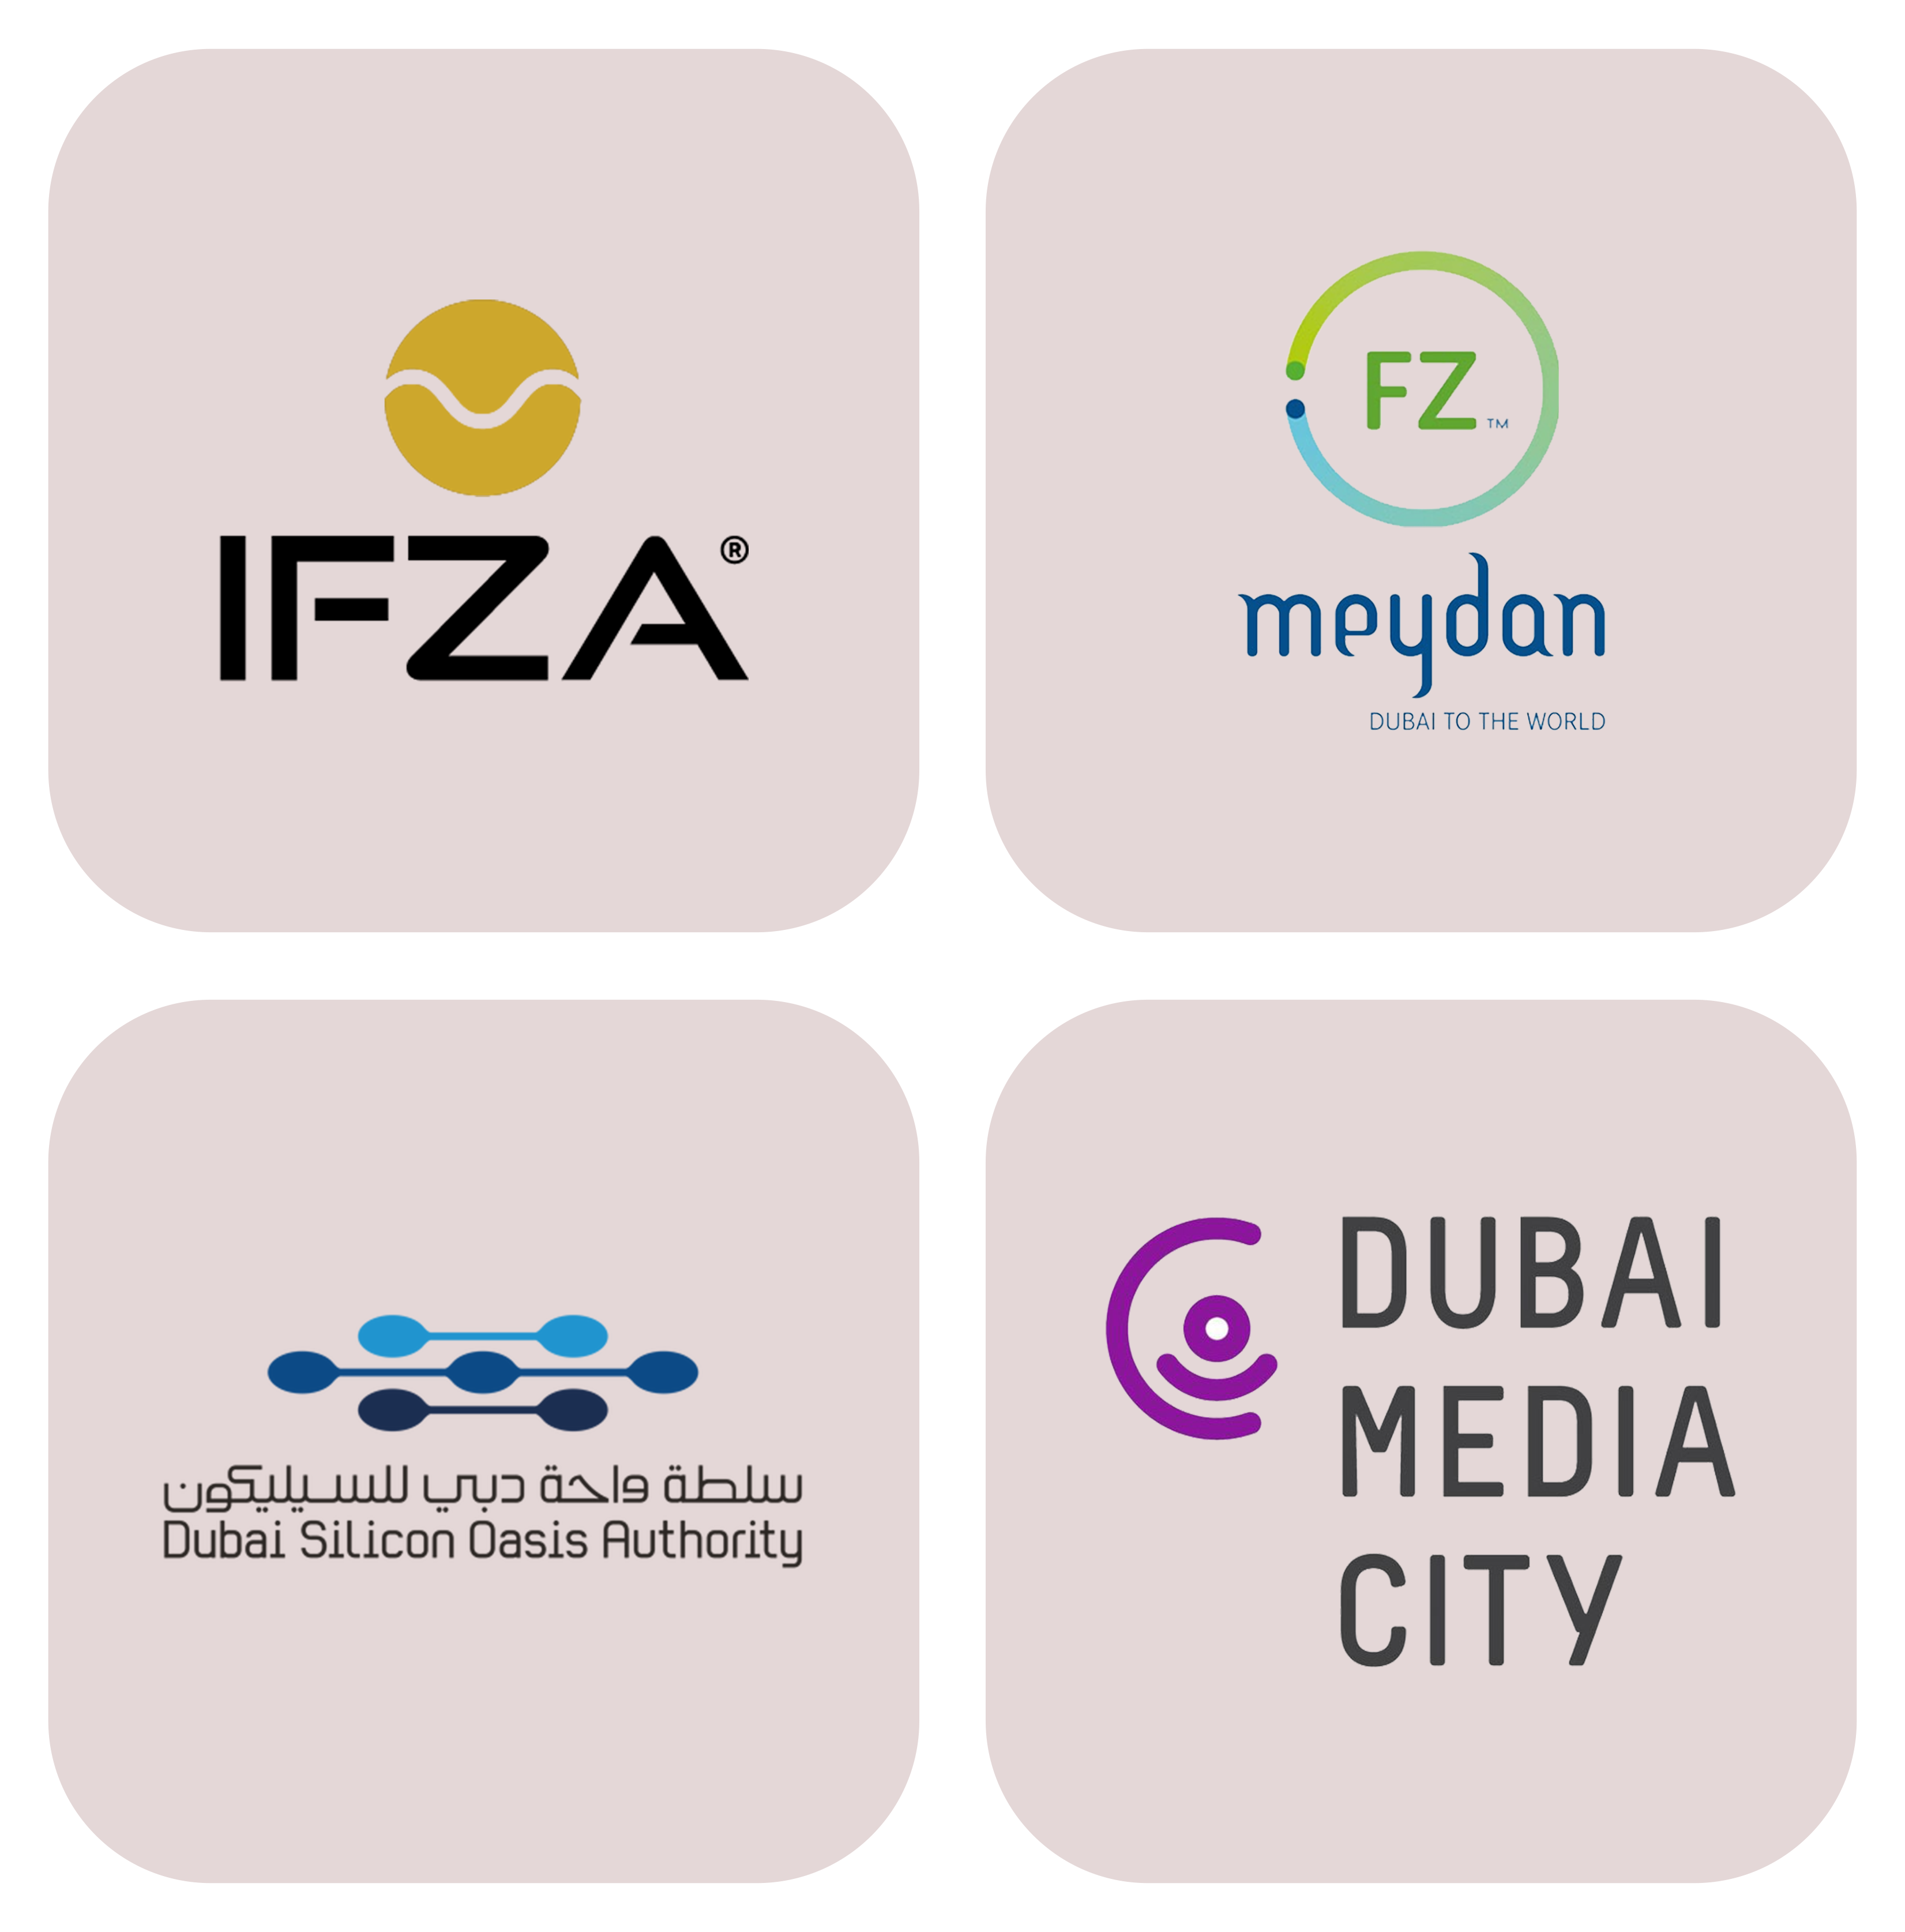 IFZA®
FZ™
meydan
DUBAI TO THE WORLD
سلطة واحة دبي للسيليكون
Dubai Silicon Oasis Authority
DUBAI
MEDIA
CITY